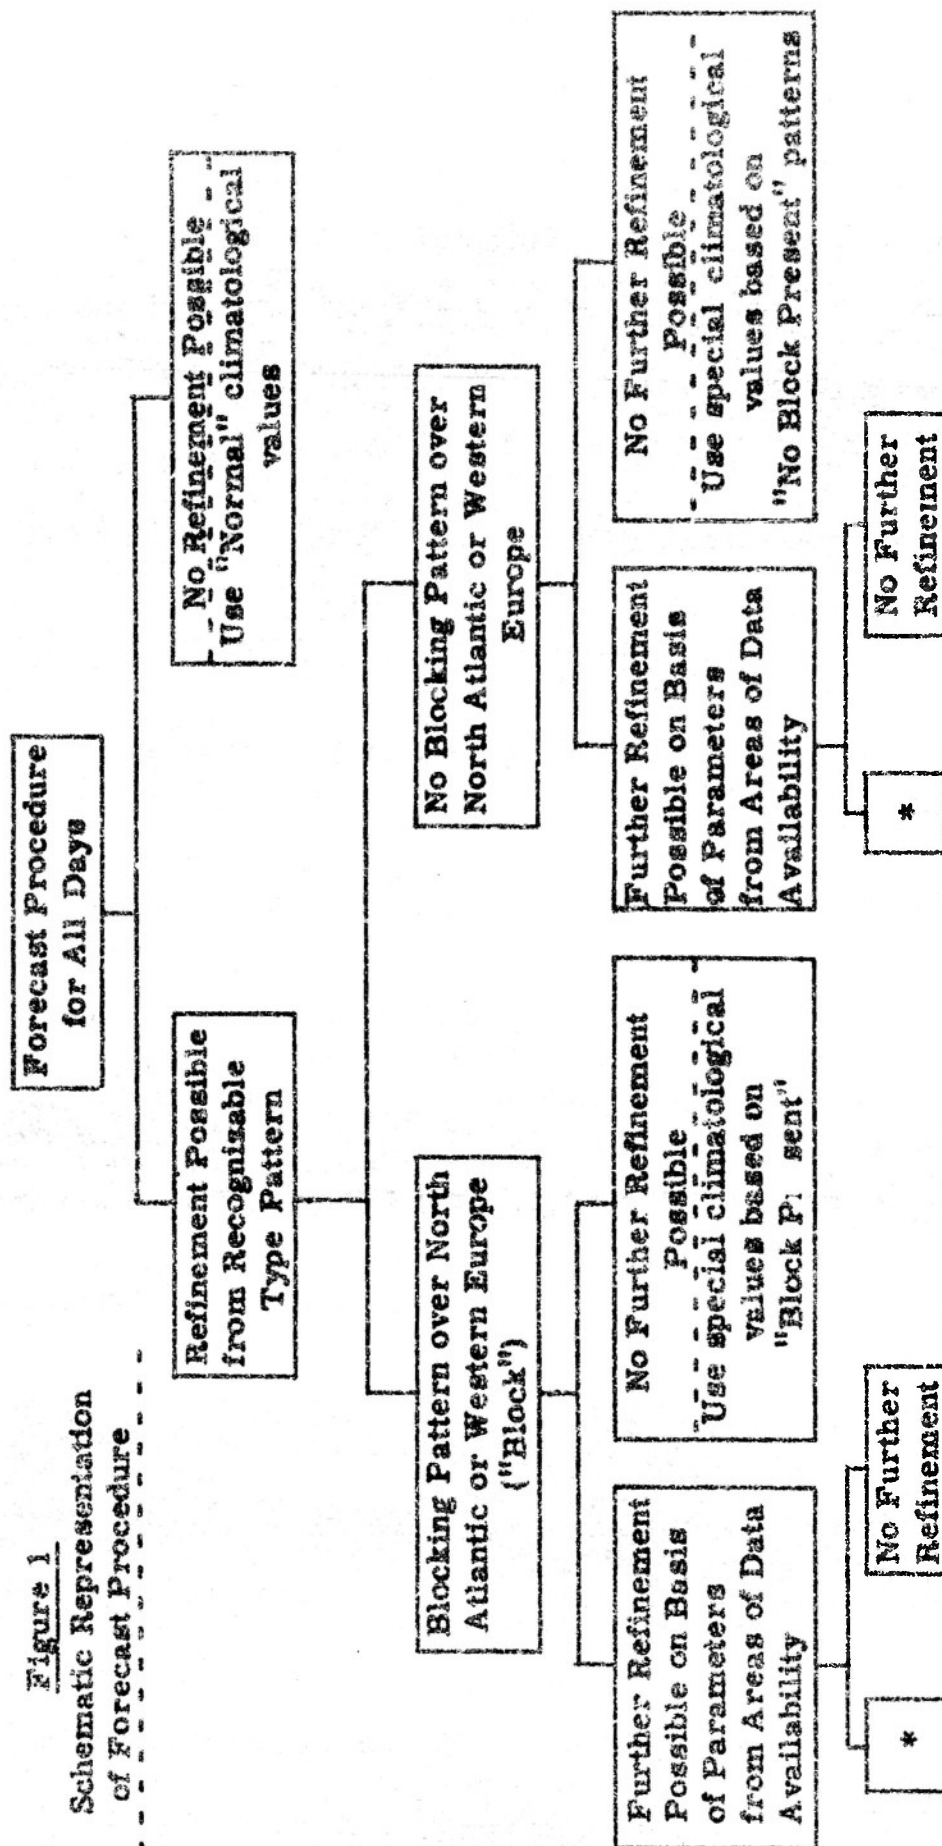 Figure 1
Schematic Representation
of Forecast Procedure
Forecast Procedure
for All Days
Refinement Possible
from Recognizable
Type Pattern
No Refinement Possible
Use "Normal" climatological
values
Blocking Pattern over North
Atlantic or Western Europe
("Block")
No Blocking Pattern over
North Atlantic or Western
Europe
Further Refinement
Possible on Basis
of Parameters
from Areas of Data
Availability
No Further Refinement
Possible
Use special climatological
values based on
"Block P sent"
Further Refinement
Possible on Basis
of Parameters
from Areas of Data
Availability
No Further Refinement
Possible
Use special climatological
values based on
"No Block Present" patterns
*
No Further
Refinement
*
No Further
Refinement